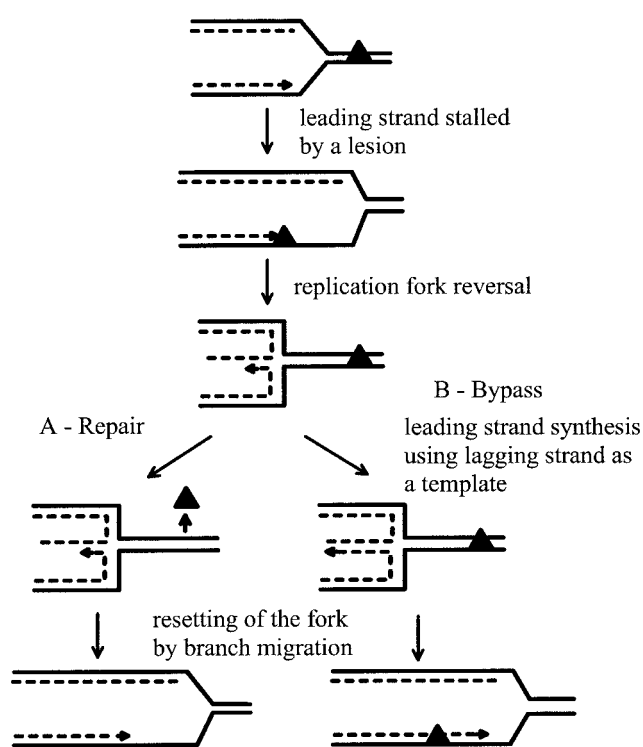 leading strand stalled
by a lesion
replication fork reversal
A - Repair
B - Bypass
leading strand synthesis
using lagging strand as
a template
resetting of the fork
by branch migration